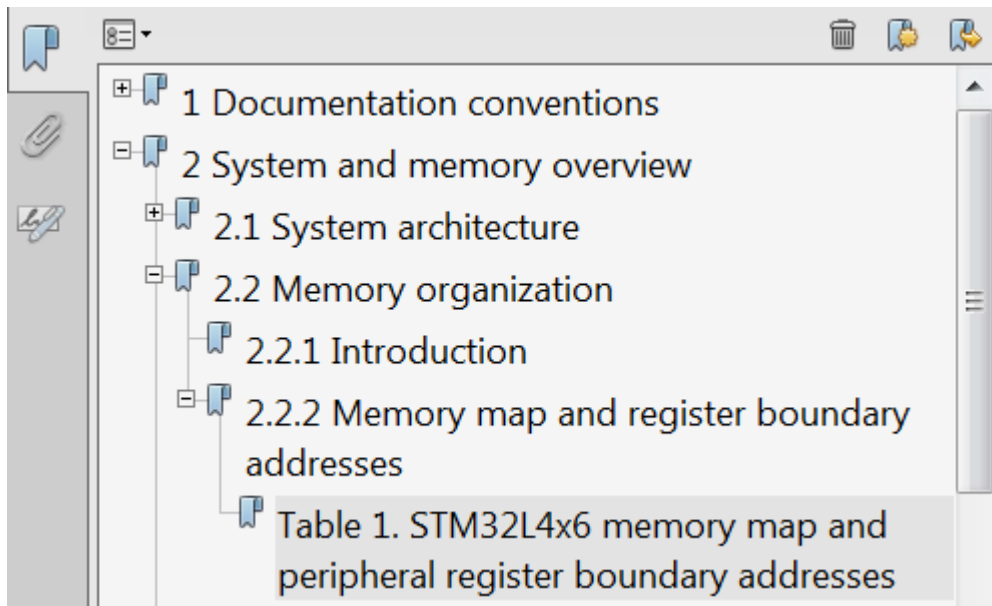 1 Documentation conventions
2 System and memory overview
2.1 System architecture
2.2 Memory organization
2.2.1 Introduction
2.2.2 Memory map and register boundary
addresses
Table 1. STM32L4x6 memory map and
peripheral register boundary addresses